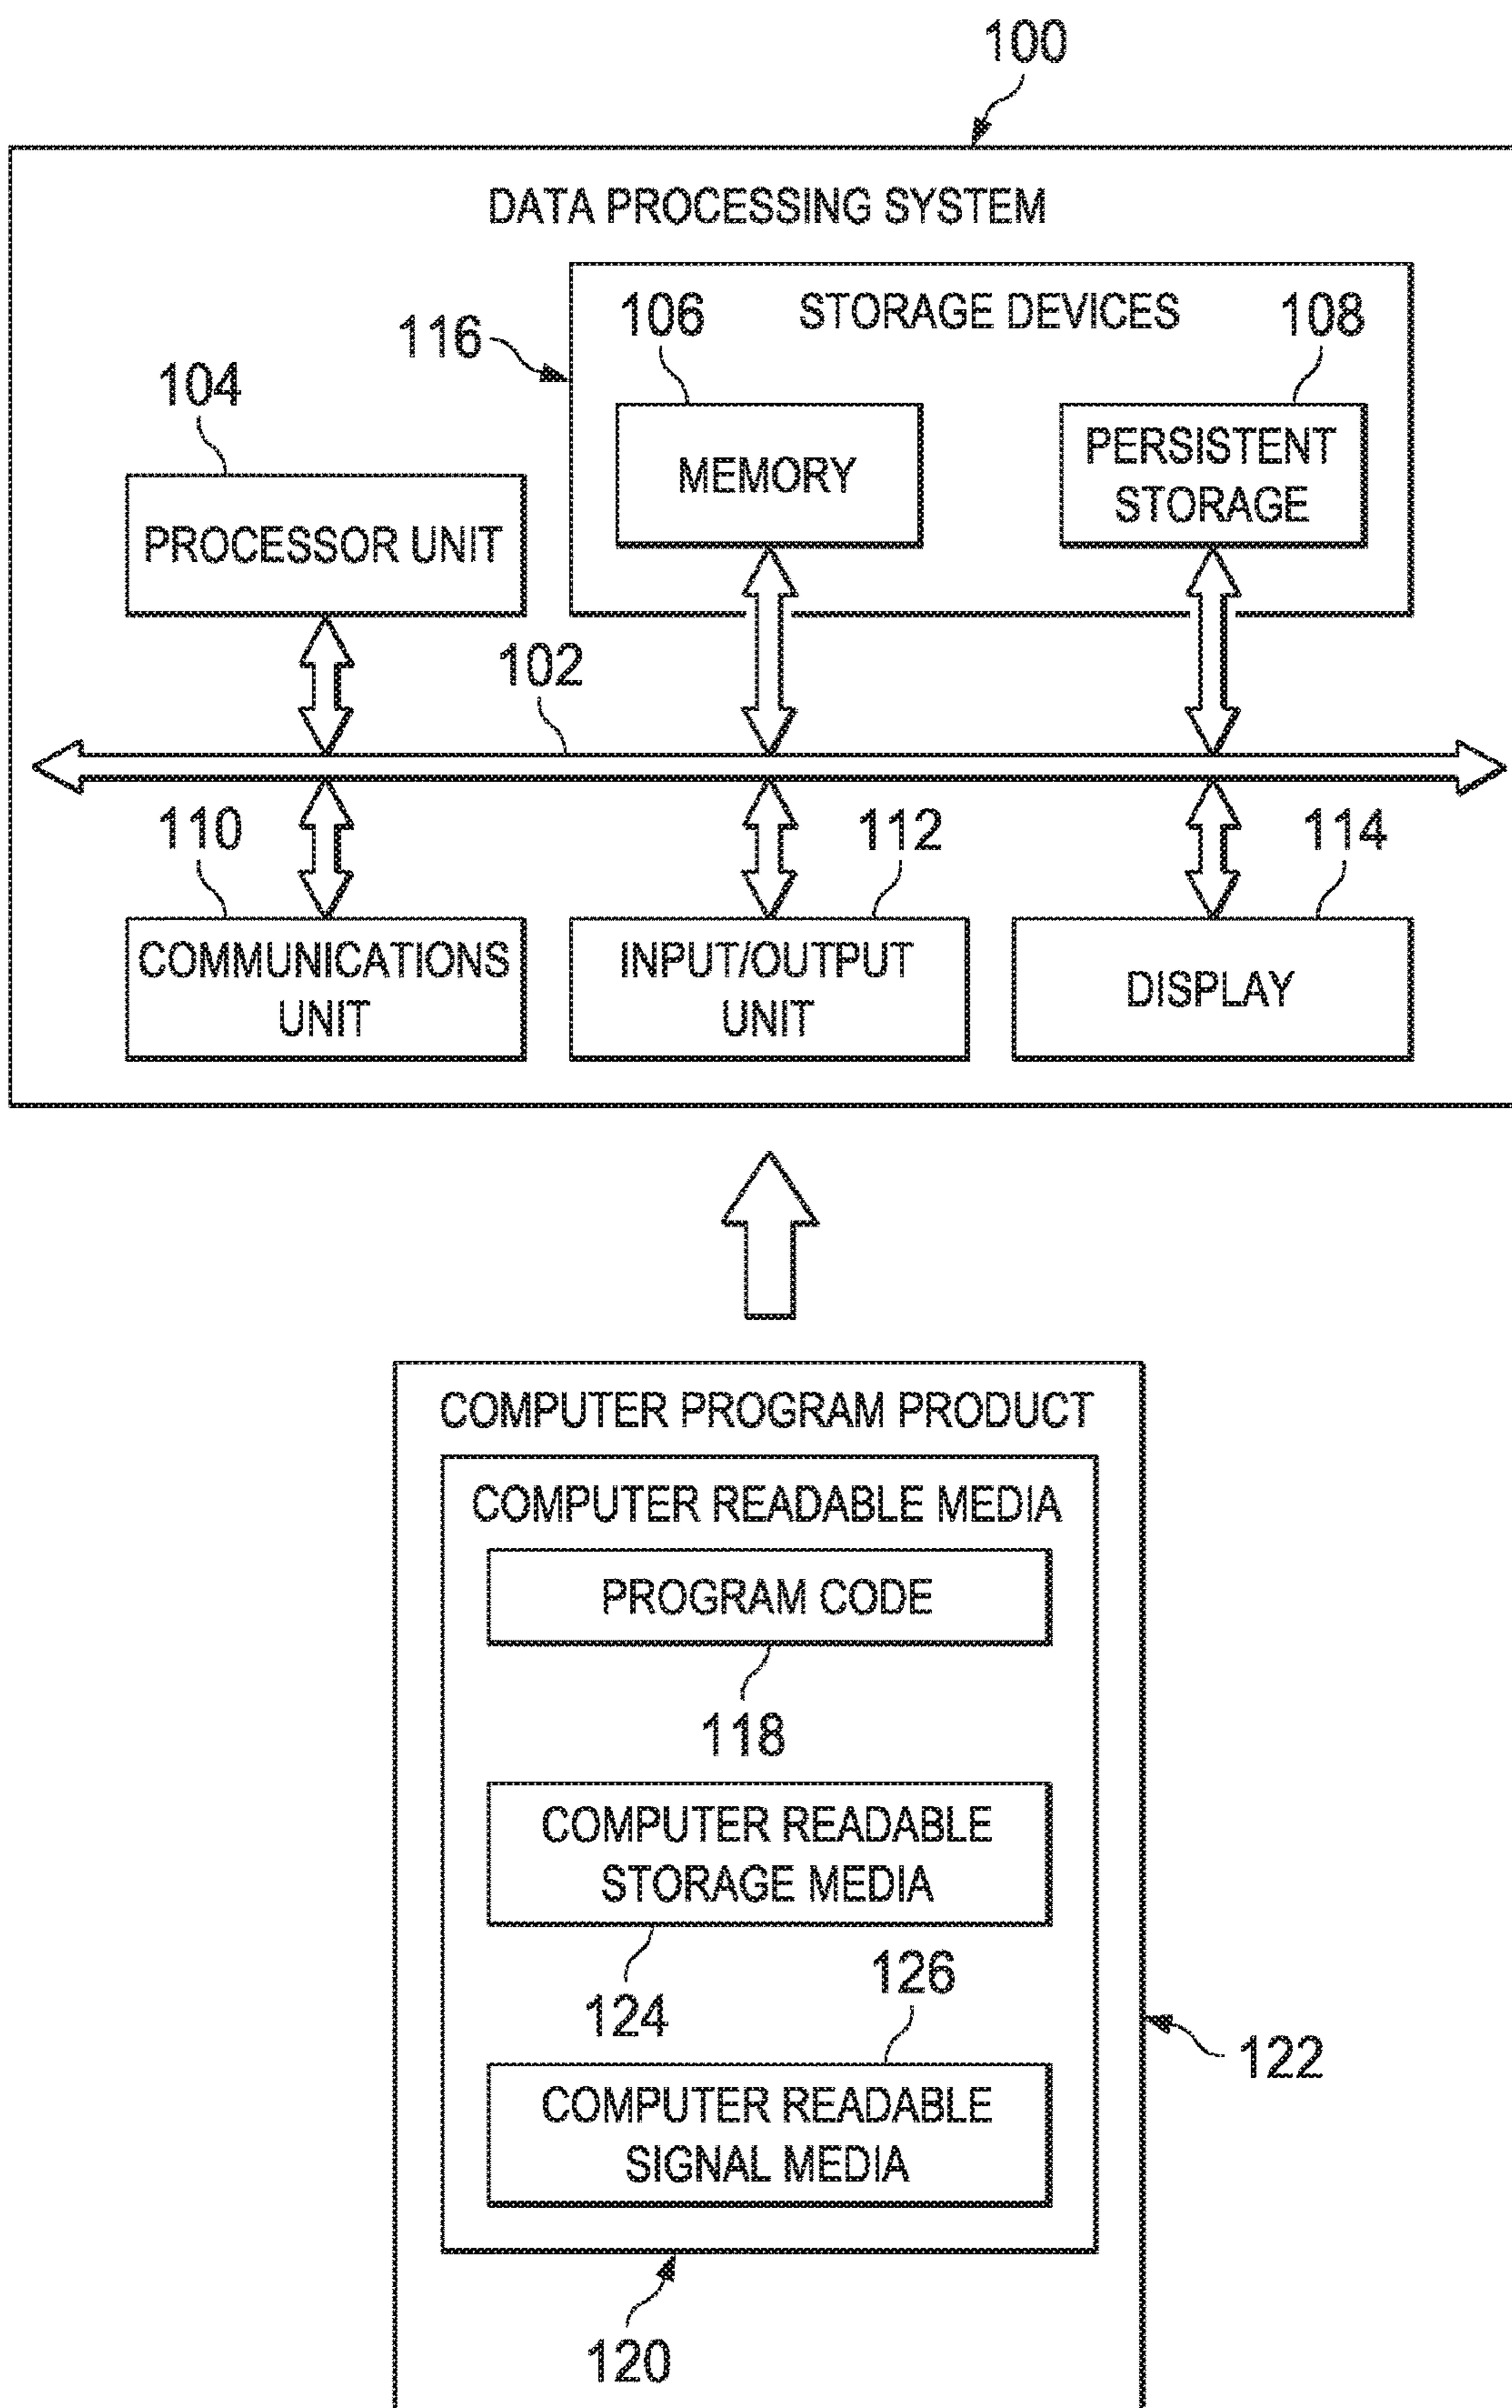 100
DATA PROCESSING SYSTEM
106
STORAGE DEVICES
108
116
104
MEMORY
PERSISTENT
STORAGE
PROCESSOR UNIT
102
110
112
114
COMMUNICATIONS
UNIT
INPUT/OUTPUT
UNIT
DISPLAY
COMPUTER PROGRAM PRODUCT
COMPUTER READABLE MEDIA
PROGRAM CODE
118
COMPUTER READABLE
STORAGE MEDIA
124
126
122
COMPUTER READABLE
SIGNAL MEDIA
120